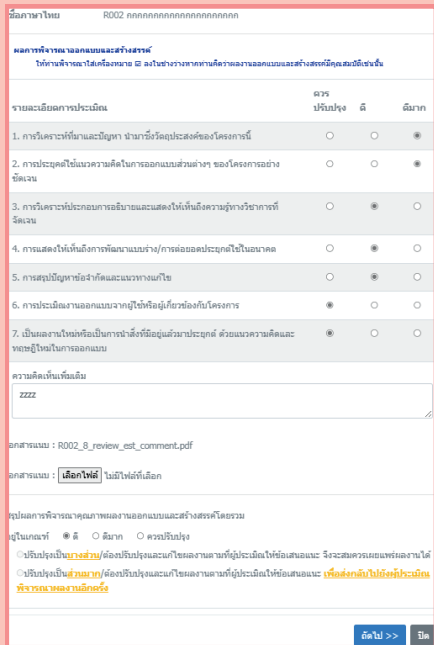 ชื่อภาษาไทย R002 กกกกกกกกกกกกกกกกกกกกก
ผลการพิจารณาออกแบบและสร้างสรรค์
ให้ท่านพิจารณาใส่เครื่องหมาย ☑ ลงในช่องว่างหากท่านคิดว่าผลงานออกแบบและสร้างสรรค์มีคุณสมบัติเช่นนั้น
รายละเอียดการประเมิน ควรปรับปรุง ดี ดีมาก
1. การวิเคราะห์ที่มาและปัญหา นำมาซึ่งวัตถุประสงค์ของโครงการนี้
2. การประยุกต์ใช้แนวความคิดในการออกแบบส่วนต่างๆ ของโครงการอย่าง
ชัดเจน
3. การวิเคราะห์ประกอบการอธิบายและแสดงให้เห็นถึงความรู้ทางวิชาการที่
ชัดเจน
4. การแสดงให้เห็นถึงการพัฒนาแบบร่าง/การต่อยอดประยุกต์ใช้ในอนาคต
5. การสรุปปัญหาข้อจำกัดและแนวทางแก้ไข
6. การประเมินงานออกแบบจากผู้ใช้หรือผู้เกี่ยวข้องกับโครงการ
7. เป็นผลงานใหม่หรือเป็นการนำสิ่งที่มีอยู่แล้วมาประยุกต์ ด้วยแนวความคิดและ
ทฤษฎีใหม่ในการออกแบบ
ความคิดเห็นเพิ่มเติม
zzzz
อกสารแนบ : R002_8_review_est_comment.pdf
อกสารแนบ : เลือกไฟล์ ไม่มีไฟล์ที่เลือก
สรุปผลการพิจารณาคุณภาพผลงานออกแบบและสร้างสรรค์โดยรวม
อยู่ในเกณฑ์ ดี ดีมาก ควรปรับปรุง
ปรับปรุงเป็นบางส่วน/ต้องปรับปรุงและแก้ไขผลงานตามที่ผู้ประเมินให้ข้อเสนอแนะ จึงจะสมควรเผยแพร่ผลงานได้
ปรับปรุงเป็นส่วนมาก/ต้องปรับปรุงและแก้ไขผลงานตามที่ผู้ประเมินให้ข้อเสนอแนะ เพื่อส่งกลับไปยังผู้ประเมิน
พิจารณาผลงานอีกครั้ง
ถัดไป >> ปิด